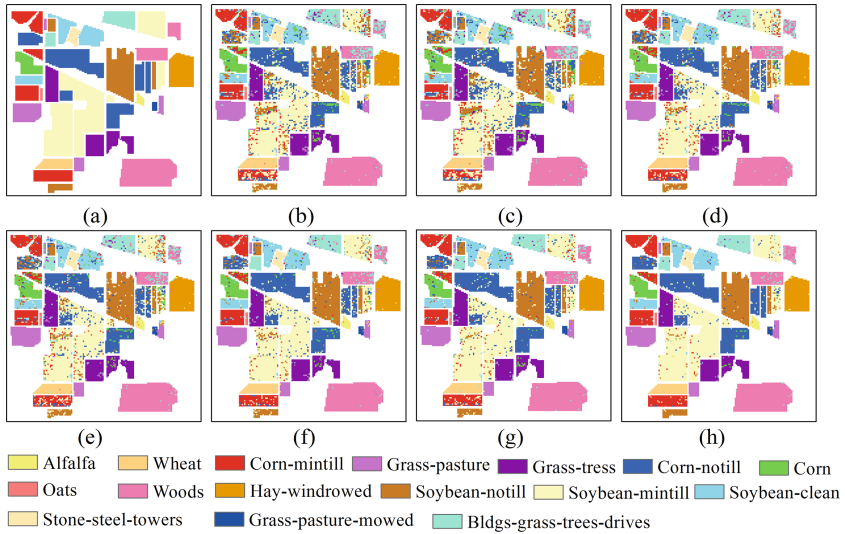 (a) (b) (c) (d)
(e) (f) (g) (h)
Alfalfa Wheat Corn-mintill Grass-pasture Grass-tress Corn-notill Corn
Oats Woods Hay-windrowed Soybean-notill Soybean-mintill Soybean-clean
Stone-steel-towers Grass-pasture-mowed Bldgs-grass-trees-drives